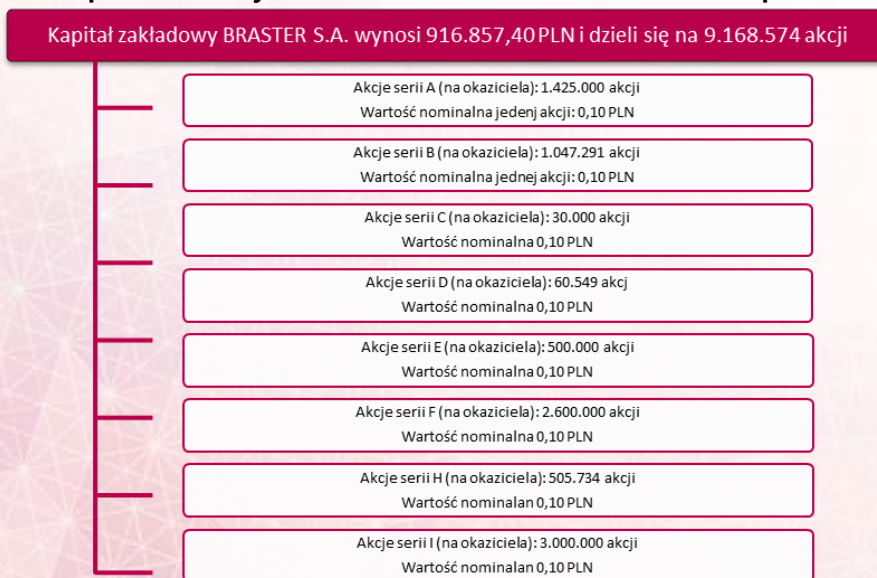 Kapitał zakładowy BRASTER S.A. wynosi 916.857,40 PLN i dzieli się na 9.168.574 akcji
Akcje serii A (na okaziciela): 1.425.000 akcji
Wartość nominalna jedenj akcji: 0,10 PLN
Akcje serii B (na okaziciela): 1.047.291 akcji
Wartość nominalna jednej akcji: 0,10 PLN
Akcje serii C (na okaziciela): 30.000 akcji
Wartość nominalna 0,10 PLN
Akcje serii D (na okaziciela): 60.549 akcj
Wartość nominalna 0,10 PLN
Akcje serii E (na okaziciela): 500.000 akcji
Wartość nominalna 0,10 PLN
Akcje serii F (na okaziciela): 2.600.000 akcji
Wartość nominalna 0,10 PLN
Akcje serii H (na okaziciela): 505.734 akcji
Wartość nominalan 0,10 PLN
Akcje serii I (na okaziciela): 3.000.000 akcji
Wartość nominalan 0,10 PLN